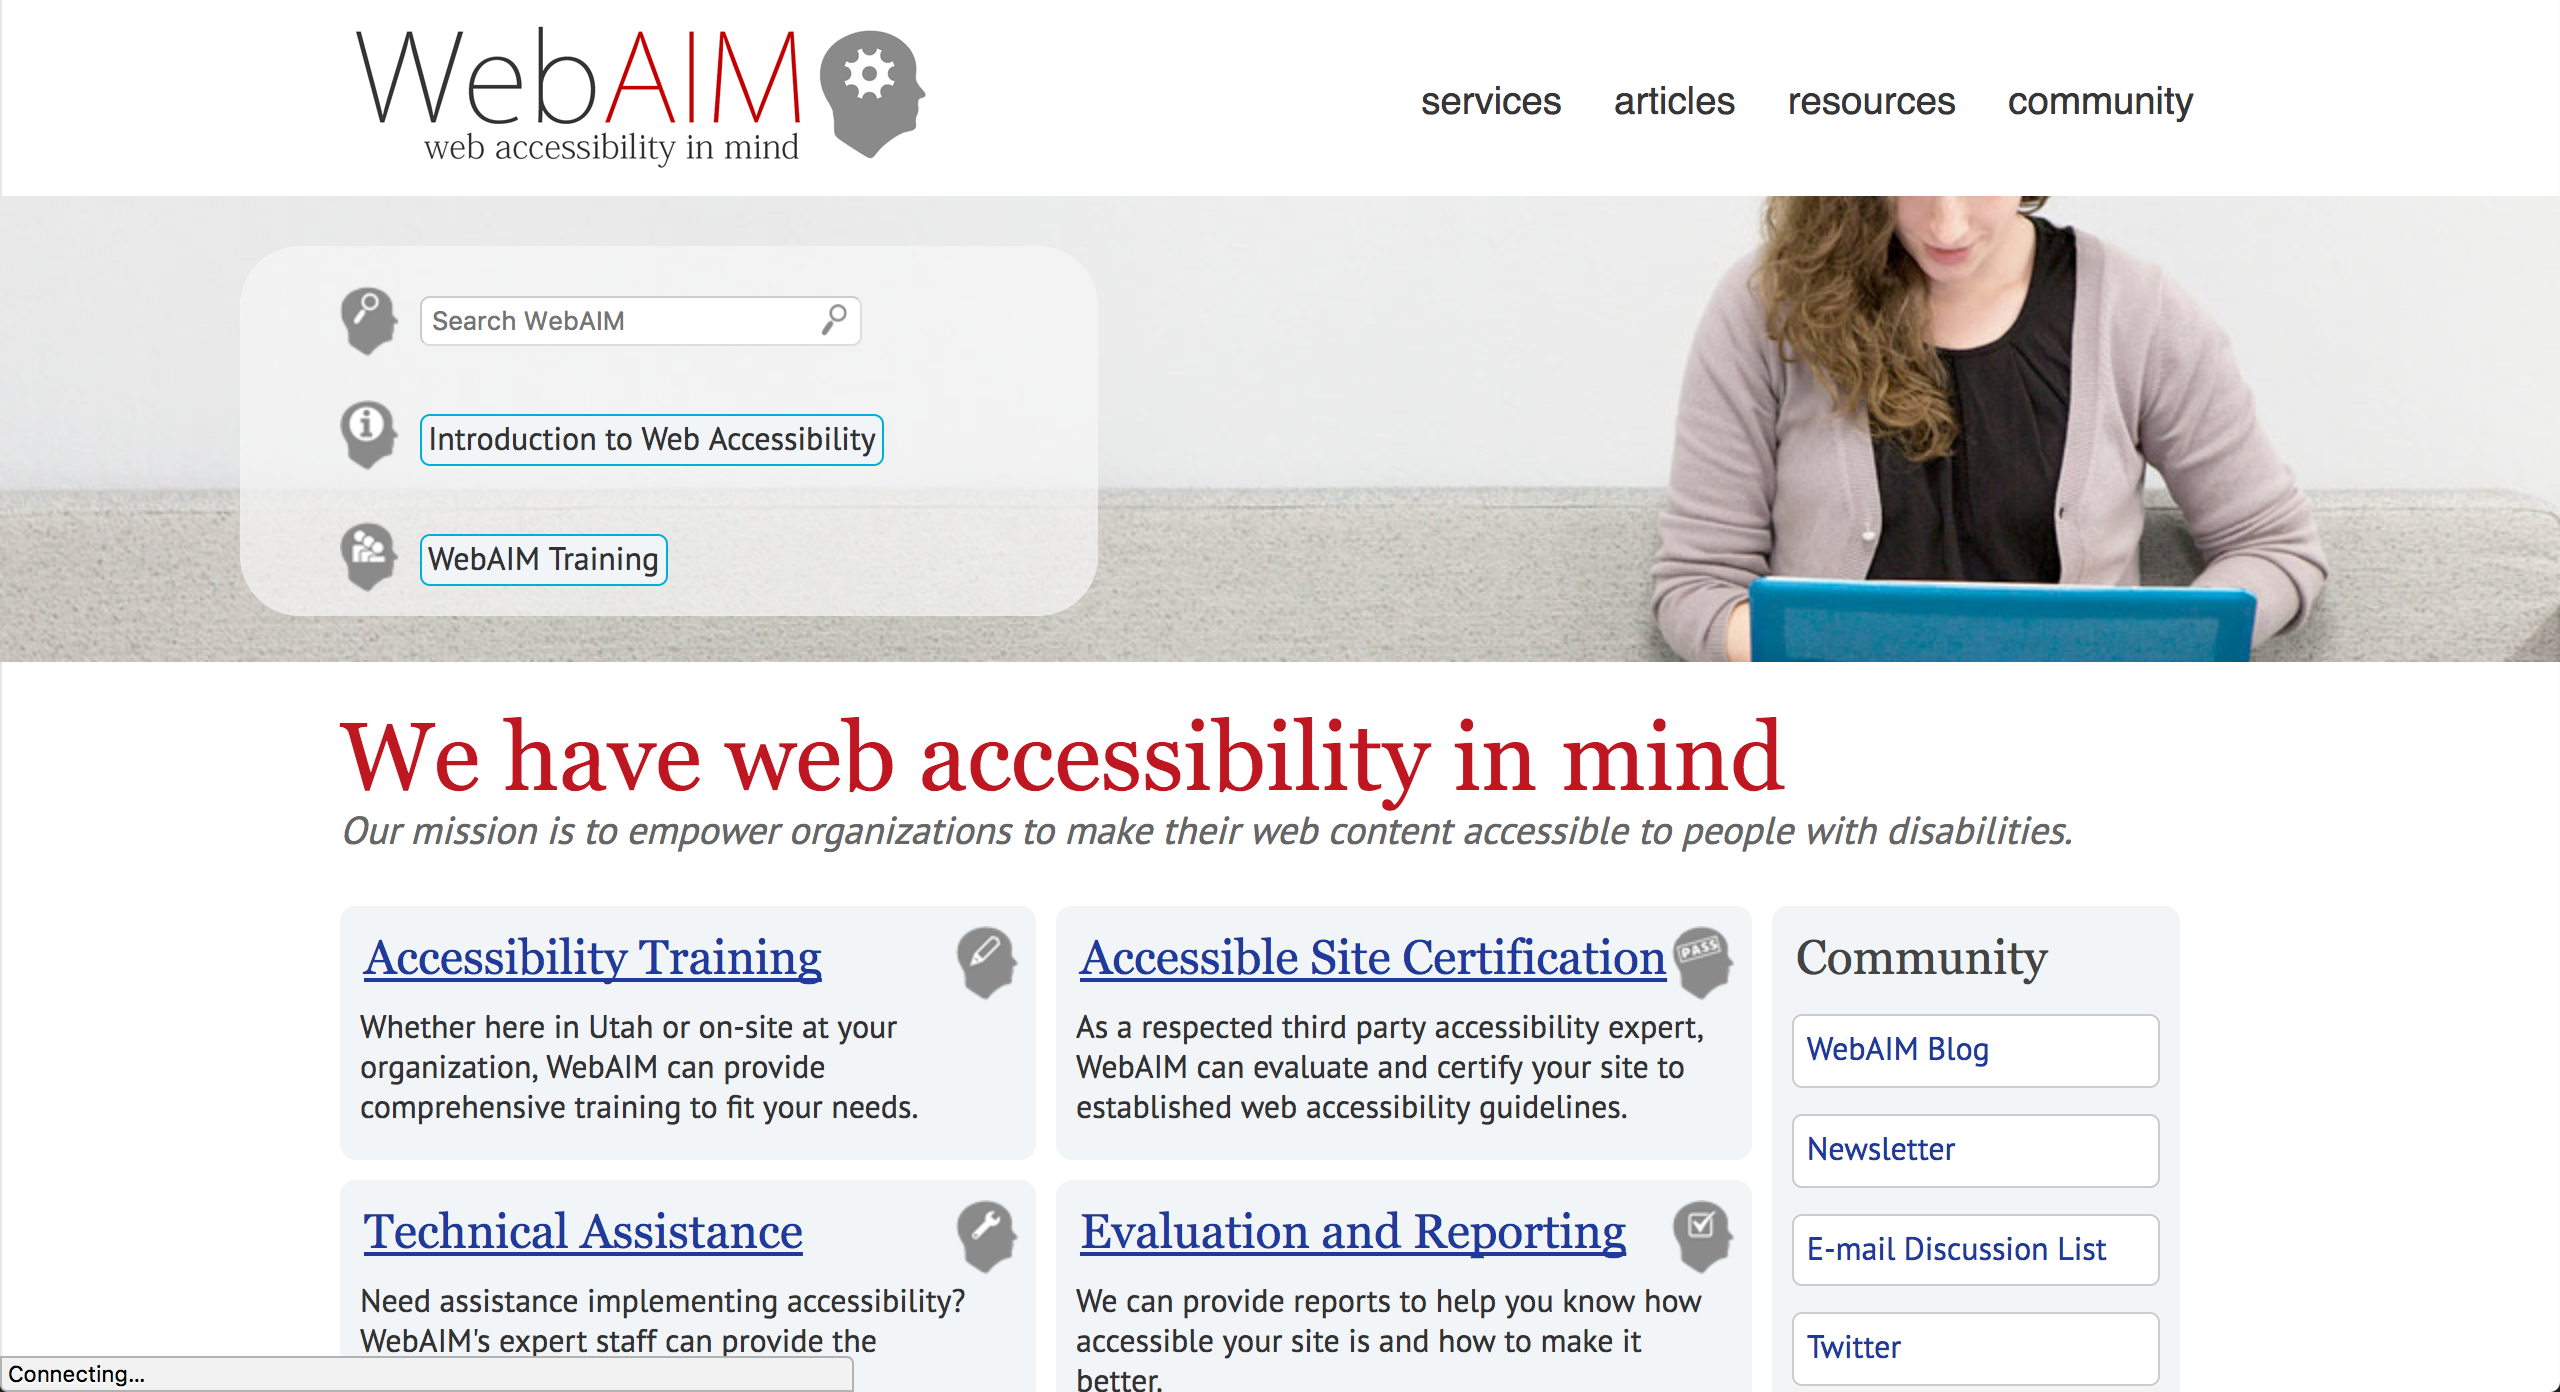 WebAIM
web accessibility in mind
services articles resources community
Search WebAIM
Introduction to Web Accessibility
WebAIM Training
We have web accessibility in mind
Our mission is to empower organizations to make their web content accessible to people with disabilities.
Accessibility Training
Whether here in Utah or on-site at your
organization, WebAIM can provide
comprehensive training to fit your needs.
Accessible Site Certification
PASS
As a respected third party accessibility expert,
WebAIM can evaluate and certify your site to
established web accessibility guidelines.
Technical Assistance
Need assistance implementing accessibility?
WebAIM's expert staff can provide the
Evaluation and Reporting
We can provide reports to help you know how
accessible your site is and how to make it
better.
Community
WebAIM Blog
Newsletter
E-mail Discussion List
Twitter
Connecting...